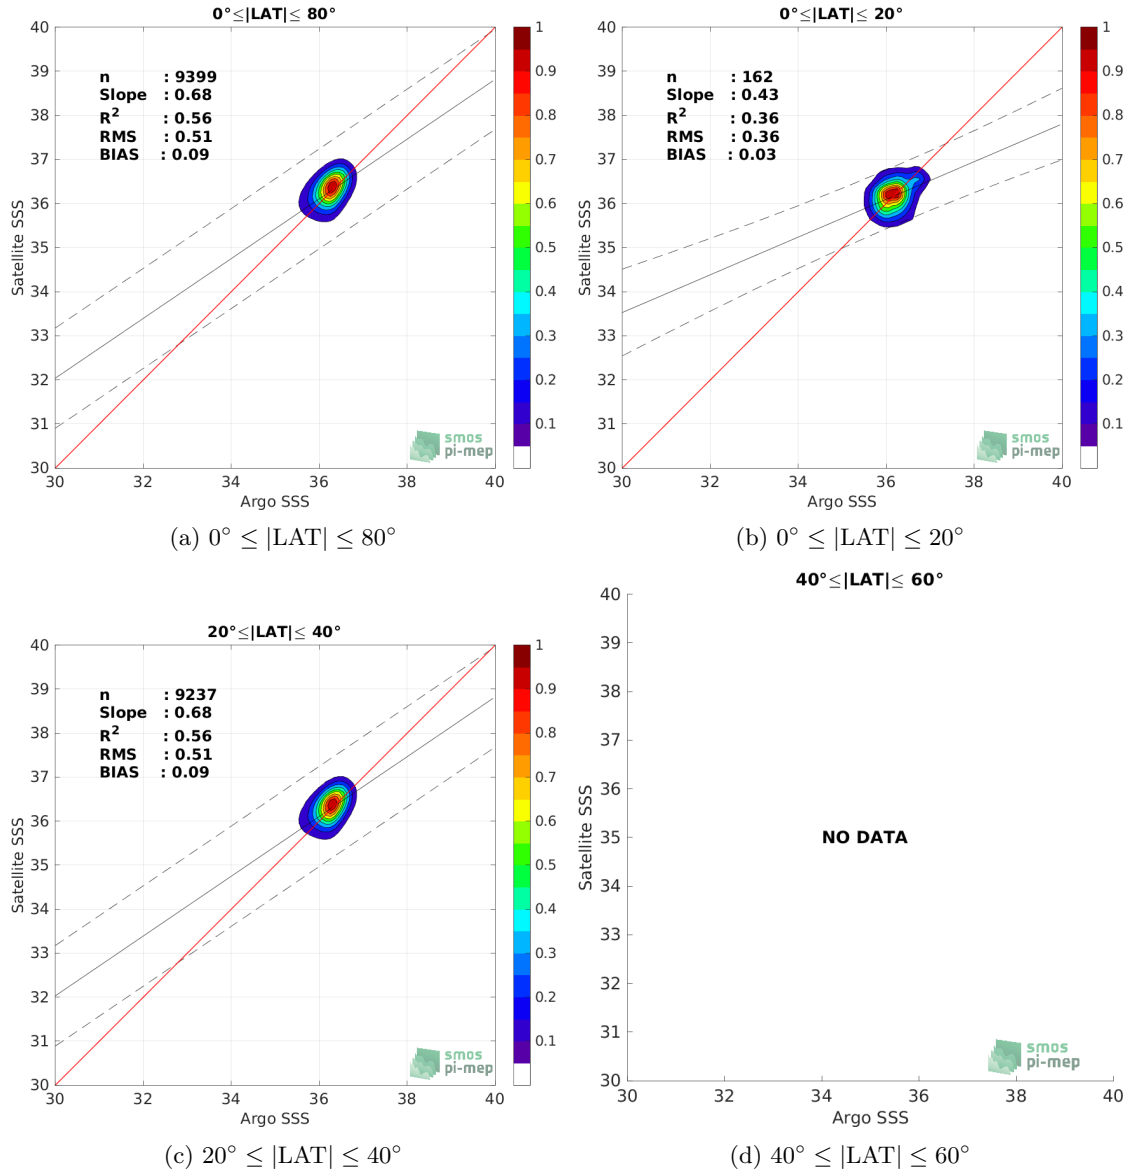 0°≤|LAT|≤ 80°
40
39
38
37
36
35
34
33
32
31
30
Satellite SSS
n : 9399
Slope : 0.68
R² : 0.56
RMS : 0.51
BIAS : 0.09
smos
pi-mep
30 32 34 36 38 40
Argo SSS
1
0.9
0.8
0.7
0.6
0.5
0.4
0.3
0.2
0.1
(a) 0° ≤ |LAT| ≤ 80°
0°≤|LAT|≤ 20°
40
39
38
37
36
35
34
33
32
31
30
Satellite SSS
n : 162
Slope : 0.43
R² : 0.36
RMS : 0.36
BIAS : 0.03
smos
pi-mep
30 32 34 36 38 40
Argo SSS
1
0.9
0.8
0.7
0.6
0.5
0.4
0.3
0.2
0.1
(b) 0° ≤ |LAT| ≤ 20°
20°≤|LAT|≤ 40°
40
39
38
37
36
35
34
33
32
31
30
Satellite SSS
n : 9237
Slope : 0.68
R² : 0.56
RMS : 0.51
BIAS : 0.09
smos
pi-mep
30 32 34 36 38 40
Argo SSS
1
0.9
0.8
0.7
0.6
0.5
0.4
0.3
0.2
0.1
(c) 20° ≤ |LAT| ≤ 40°
40°≤|LAT|≤ 60°
40
39
38
37
36
35
34
33
32
31
30
Satellite SSS
NO DATA
smos
pi-mep
30 32 34 36 38 40
Argo SSS
(d) 40° ≤ |LAT| ≤ 60°